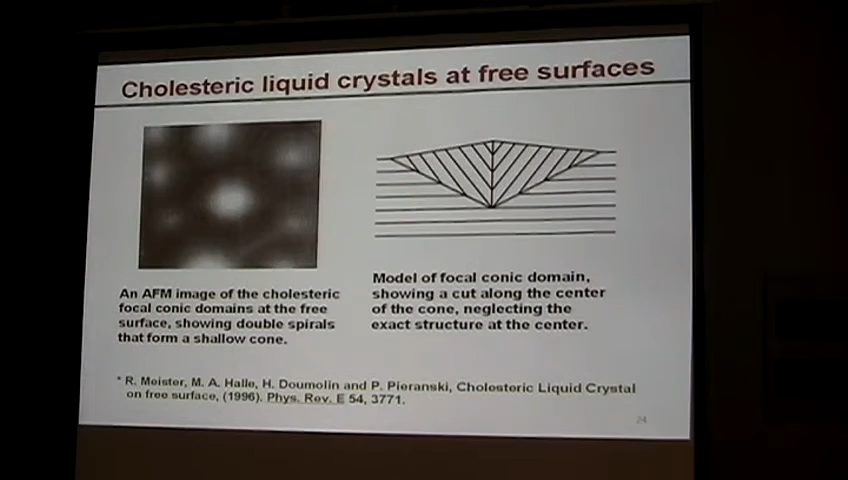 Cholesteric liquid crystals at free surfaces
An AFM image of the cholesteric
focal conic domains at the free
surface, showing double spirals
that form a shallow cone.
Model of focal conic domain,
showing a cut along the center
of the cone, neglecting the
exact structure at the center.
* R. Meister, M. A. Halle, H. Doumolin and P. Pieranski, Cholesteric Liquid Crystal
on free surface, (1996). Phys. Rev. E 54, 3771.
24